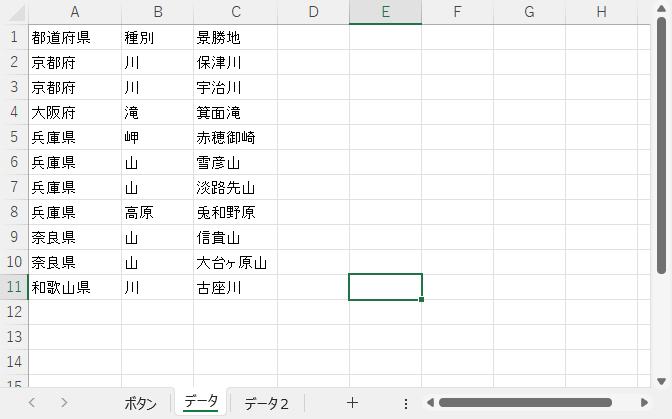 A B C D E F G H
1 都道府県 種別 景勝地
2 京都府 川 保津川
3 京都府 川 宇治川
4 大阪府 滝 箕面滝
5 兵庫県 岬 赤穂御崎
6 兵庫県 山 雪彦山
7 兵庫県 山 淡路先山
8 兵庫県 高原 兎和野原
9 奈良県 山 信貴山
10 奈良県 山 大台ヶ原山
11 和歌山県 川 古座川
12
13
14
15
ボタン データ データ2